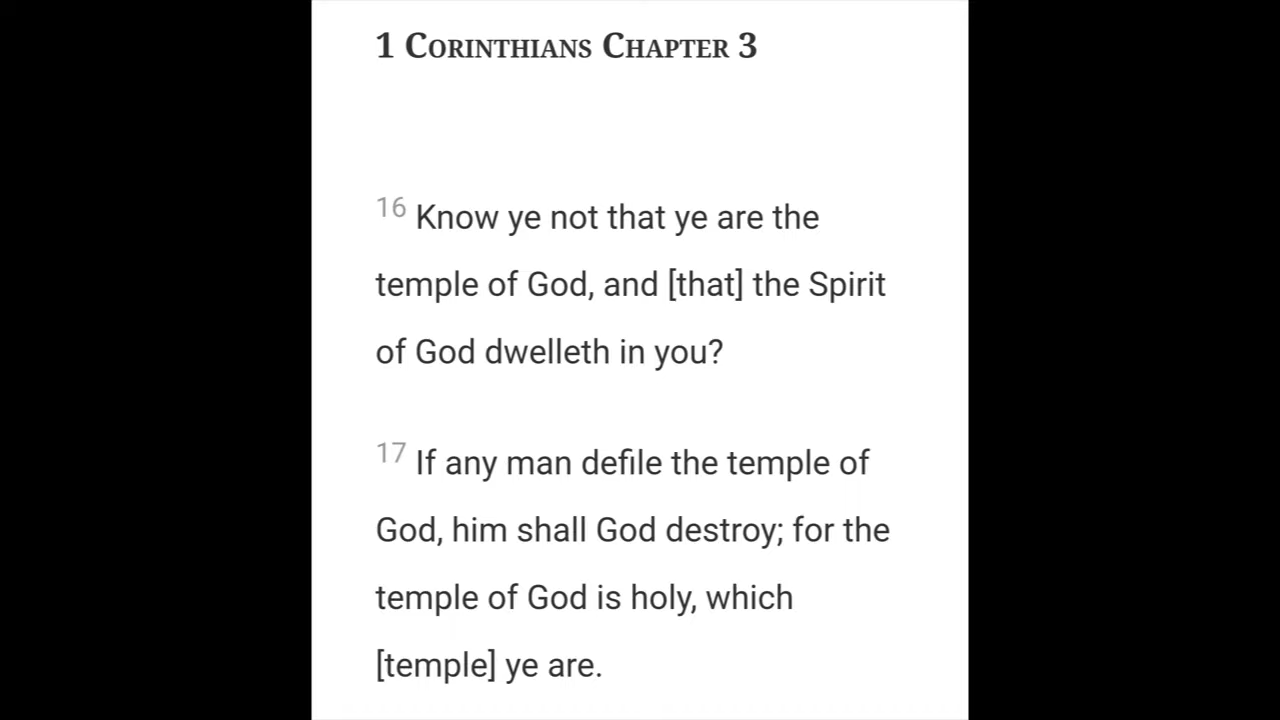 1 Corinthians Chapter 3
16 Know ye not that ye are the
temple of God, and [that] the Spirit
of God dwelleth in you?
17 If any man defile the temple of
God, him shall God destroy; for the
temple of God is holy, which
[temple] ye are.